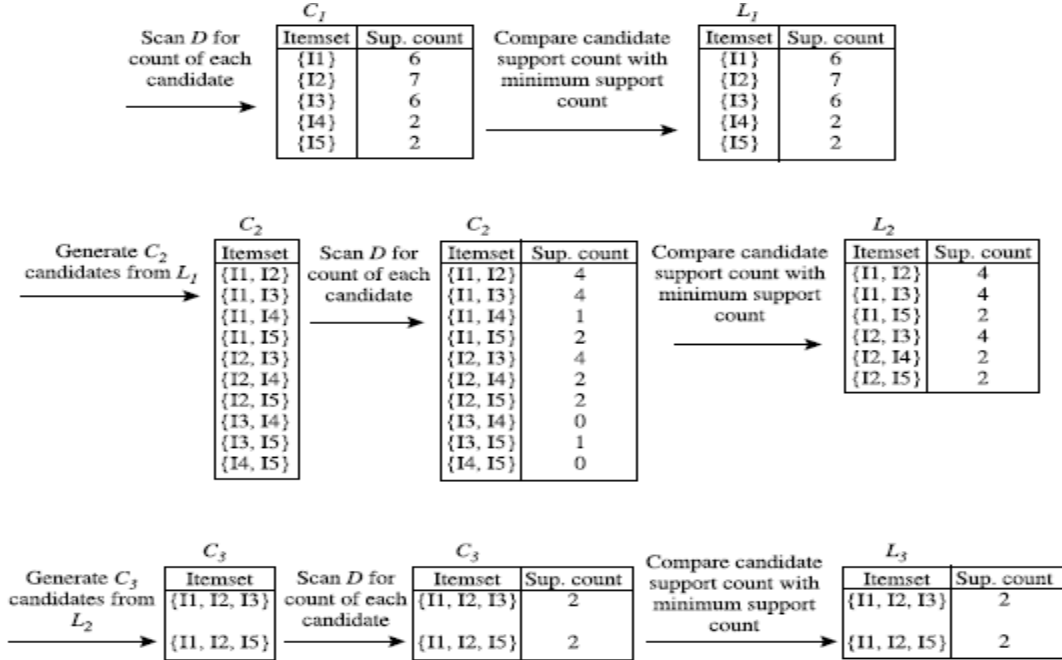 C1
L1
Scan D for
count of each
candidate
Itemset Sup. count
{I1} 6
{I2} 7
{I3} 6
{I4} 2
{I5} 2
Compare candidate
support count with
minimum support
count
Itemset Sup. count
{I1} 6
{I2} 7
{I3} 6
{I4} 2
{I5} 2
C2
C2
L2
Generate C2
candidates from L1
Itemset
{I1, I2}
{I1, I3}
{I1, I4}
{I1, I5}
{I2, I3}
{I2, I4}
{I2, I5}
{I3, I4}
{I3, I5}
{I4, I5}
Scan D for
count of each
candidate
Itemset Sup. count
{I1, I2} 4
{I1, I3} 4
{I1, I4} 1
{I1, I5} 2
{I2, I3} 4
{I2, I4} 2
{I2, I5} 2
{I3, I4} 0
{I3, I5} 1
{I4, I5} 0
Compare candidate
support count with
minimum support
count
Itemset Sup. count
{I1, I2} 4
{I1, I3} 4
{I1, I5} 2
{I2, I3} 4
{I2, I4} 2
{I2, I5} 2
C3
C3
L3
Generate C3
candidates from
L2
Itemset
{I1, I2, I3}
{I1, I2, I5}
Scan D for
count of each
candidate
Itemset Sup. count
{I1, I2, I3} 2
{I1, I2, I5} 2
Compare candidate
support count with
minimum support
count
Itemset Sup. count
{I1, I2, I3} 2
{I1, I2, I5} 2